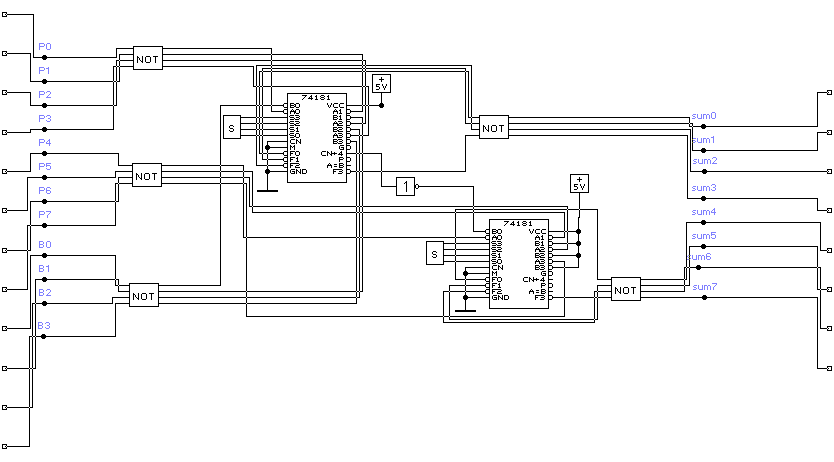 P0
P1
P2
P3
P4
P5
P6
P7
B0
B1
B2
B3
NOT
NOT
NOT
74181
B0 VCC
A0 A1
S3 B1
S2 A2
S1 B2
S0 A3
CN B3
M G
F0 CN+4
F1 P
F2 A=B
GND F3
S
+
5V
1
NOT
+
5V
74181
B0 VCC
A0 A1
S3 B1
S2 A2
S1 B2
S0 A3
CN B3
M G
F0 CN+4
F1 P
F2 A=B
GND F3
S
NOT
sum0
sum1
sum2
sum3
sum4
sum5
sum6
sum7